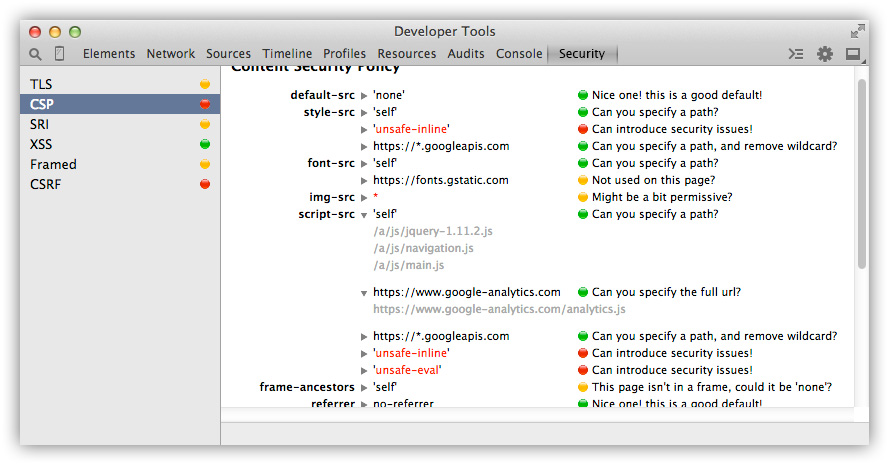 Developer Tools
Elements Network Sources Timeline Profiles Resources Audits Console Security
TLS
CSP
SRI
XSS
Framed
CSRF
Content Security Policy
default-src 'none' Nice one! this is a good default!
style-src 'self' Can you specify a path?
'unsafe-inline' Can introduce security issues!
https://*.googleapis.com Can you specify a path, and remove wildcard?
font-src 'self' Can you specify a path?
https://fonts.gstatic.com Not used on this page?
img-src * Might be a bit permissive?
script-src 'self' Can you specify a path?
/a/js/jquery-1.11.2.js
/a/js/navigation.js
/a/js/main.js
https://www.google-analytics.com Can you specify the full url?
https://www.google-analytics.com/analytics.js
https://*.googleapis.com Can you specify a path, and remove wildcard?
'unsafe-inline' Can introduce security issues!
'unsafe-eval' Can introduce security issues!
frame-ancestors 'self' This page isn't in a frame, could it be 'none'?
referrer no-referrer Nice one! this is a good default!